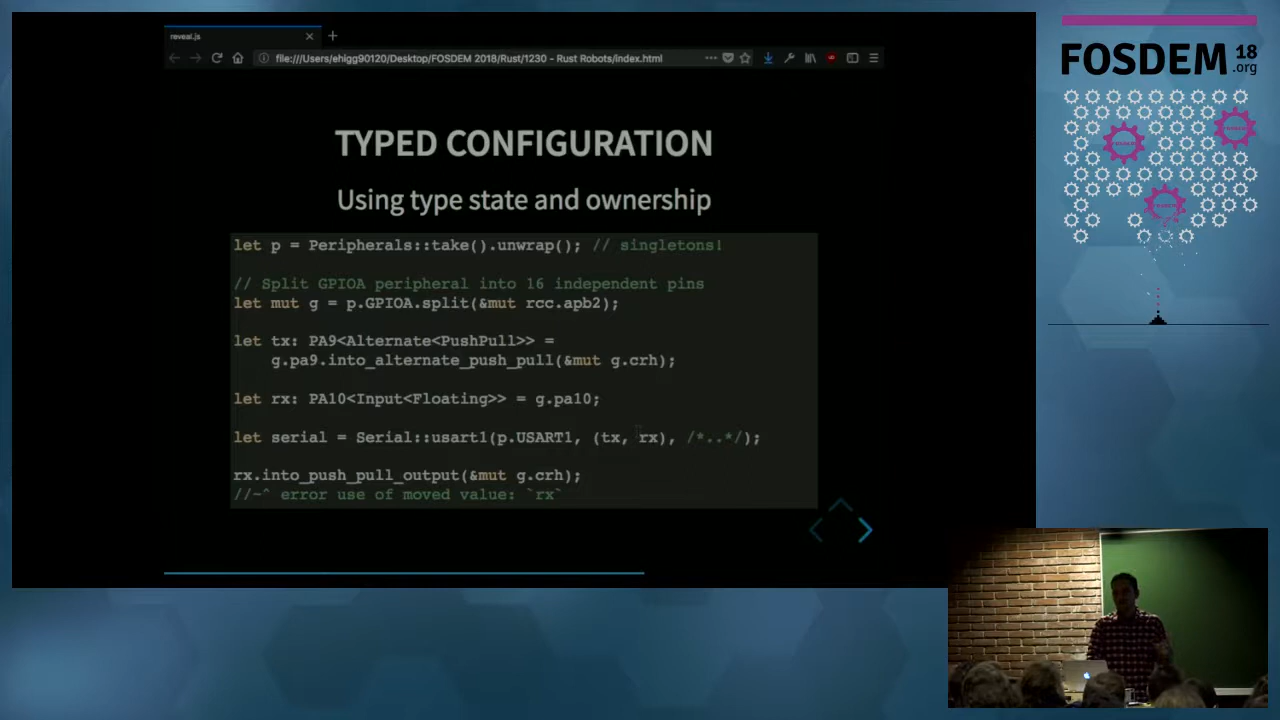 reveal.js
file:///Users/ehigg90120/Desktop/FOSDEM 2018/Rust/1230 - Rust Robots/index.html
FOSDEM 18
.org
TYPED CONFIGURATION
Using type state and ownership
let p = Peripherals::take().unwrap(); // singletons!
// Split GPIOA peripheral into 16 independent pins
let mut g = p.GPIOA.split(&mut rcc.apb2);
let tx: PA9<Alternate<PushPull>> =
g.pa9.into_alternate_push_pull(&mut g.crh);
let rx: PA10<Input<Floating>> = g.pa10;
let serial = Serial::usart1(p.USART1, (tx, rx), /*..*/);
rx.into_push_pull_output(&mut g.crh);
//~^ error use of moved value: `rx`